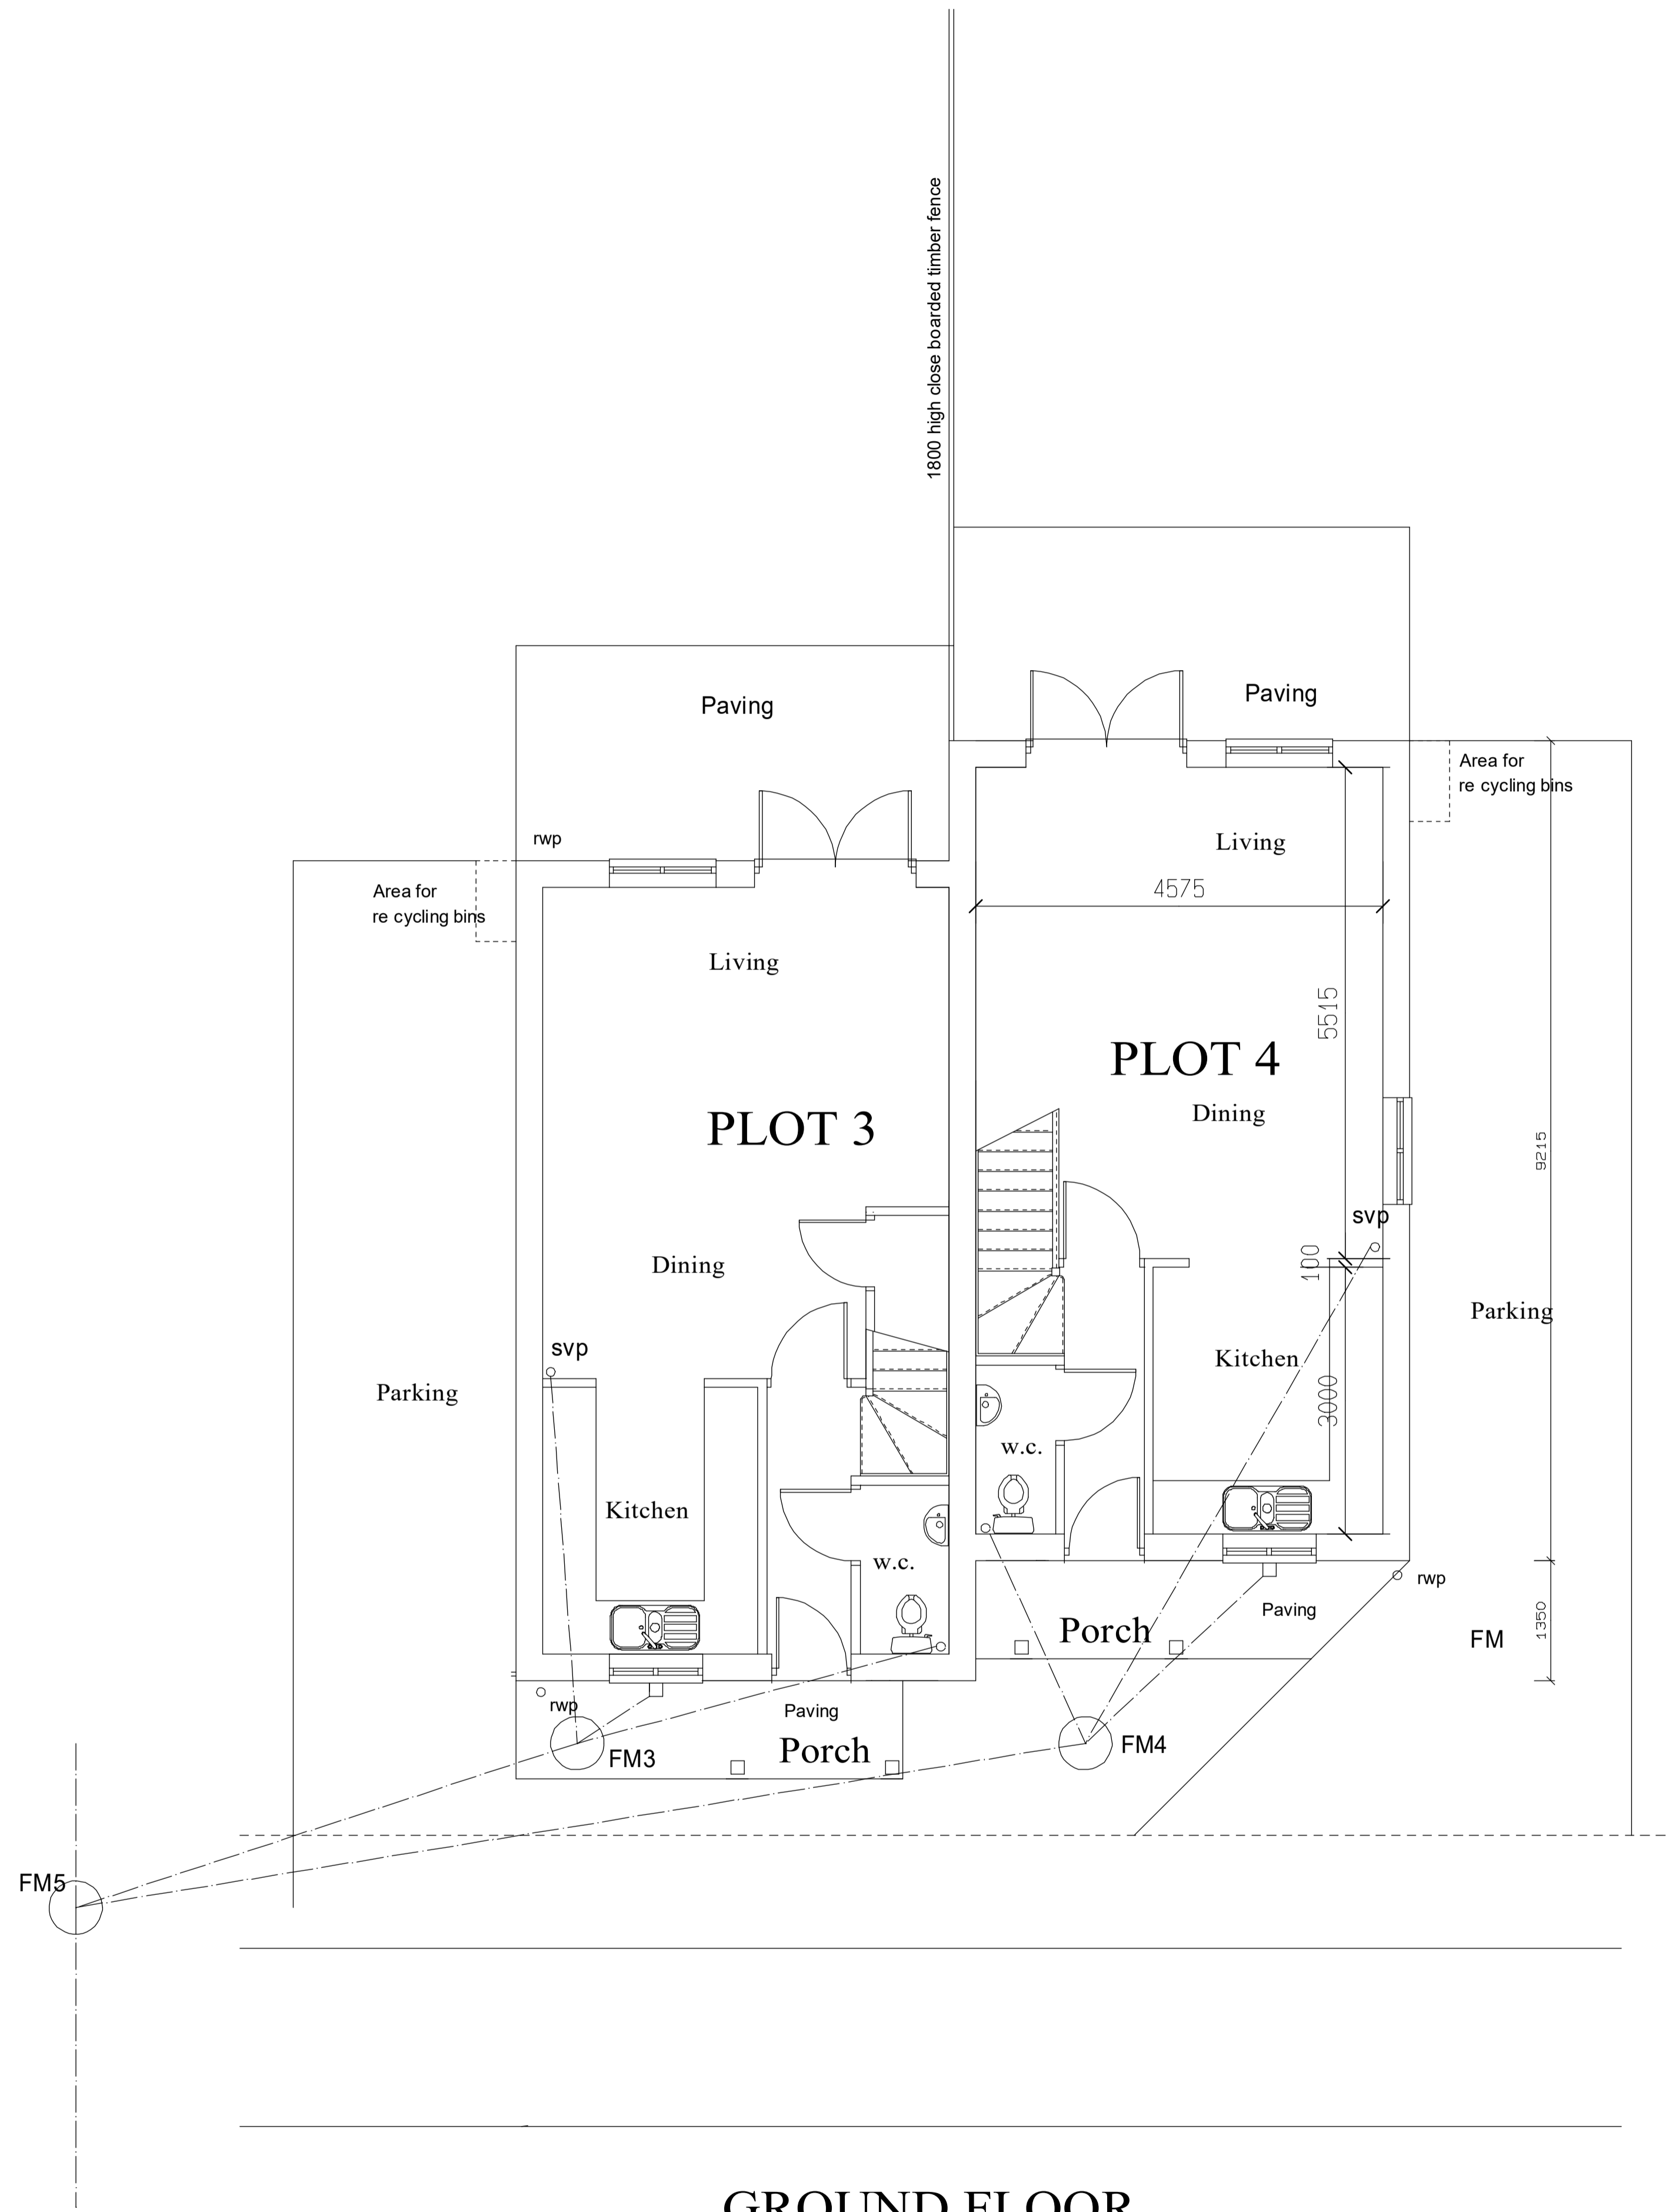 1800 high close boarded timber fence
Paving
Paving
Area for
re cycling bins
rwp
Living
Area for
re cycling bins
4575
Living
5515
PLOT 4
Dining
PLOT 3
9215
svp
Dining
100
Parking
svp
Kitchen
Parking
3000
w.c.
Kitchen
w.c.
rwp
Paving
Porch
FM
1350
rwp
Paving
Porch
FM4
FM3
FM5
GROUND FLOOR